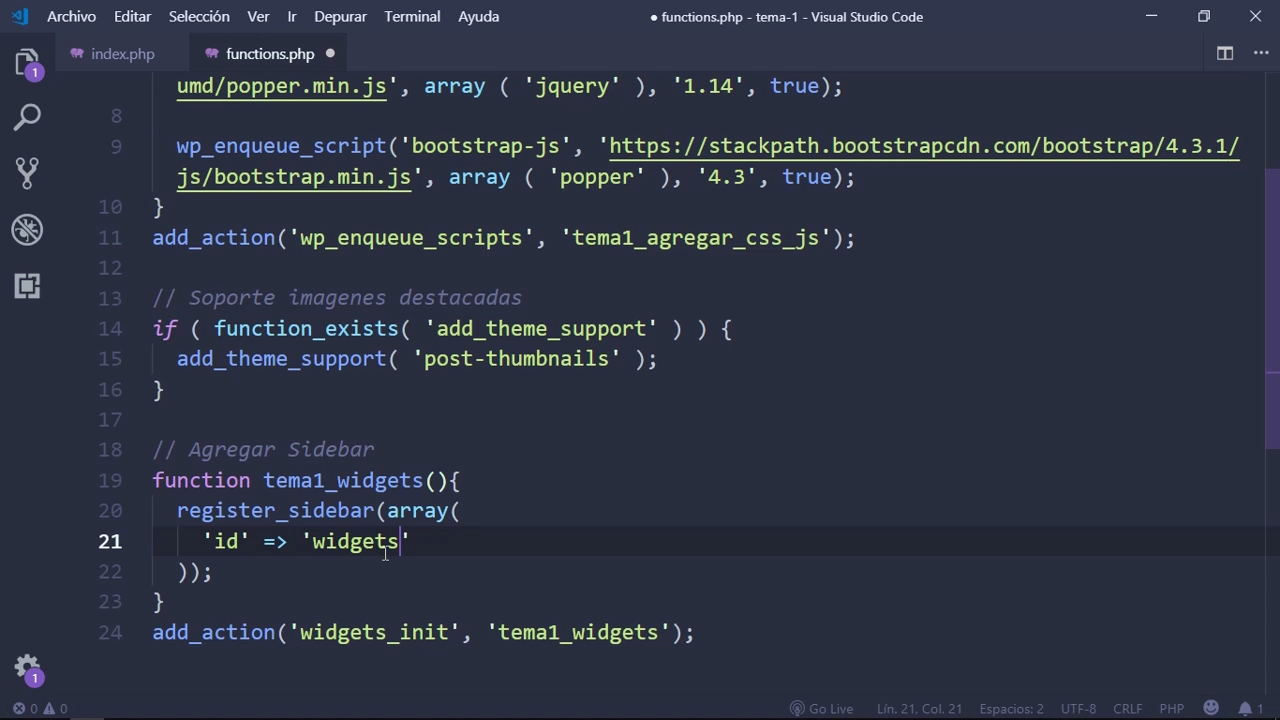 Archivo Editar Selección Ver Ir Depurar Terminal Ayuda ● functions.php - tema-1 - Visual Studio Code
index.php functions.php ●
umd/popper.min.js', array ( 'jquery' ), '1.14', true);
8
9 wp_enqueue_script('bootstrap-js', 'https://stackpath.bootstrapcdn.com/bootstrap/4.3.1/
js/bootstrap.min.js', array ( 'popper' ), '4.3', true);
10 }
11 add_action('wp_enqueue_scripts', 'tema1_agregar_css_js');
12
13 // Soporte imagenes destacadas
14 if ( function_exists( 'add_theme_support' ) ) {
15 add_theme_support( 'post-thumbnails' );
16 }
17
18 // Agregar Sidebar
19 function tema1_widgets(){
20 register_sidebar(array(
21 'id' => 'widgets'
22 ));
23 }
24 add_action('widgets_init', 'tema1_widgets');
1
1
0 0 Go Live Lín. 21, Col. 21 Espacios: 2 UTF-8 CRLF PHP 1